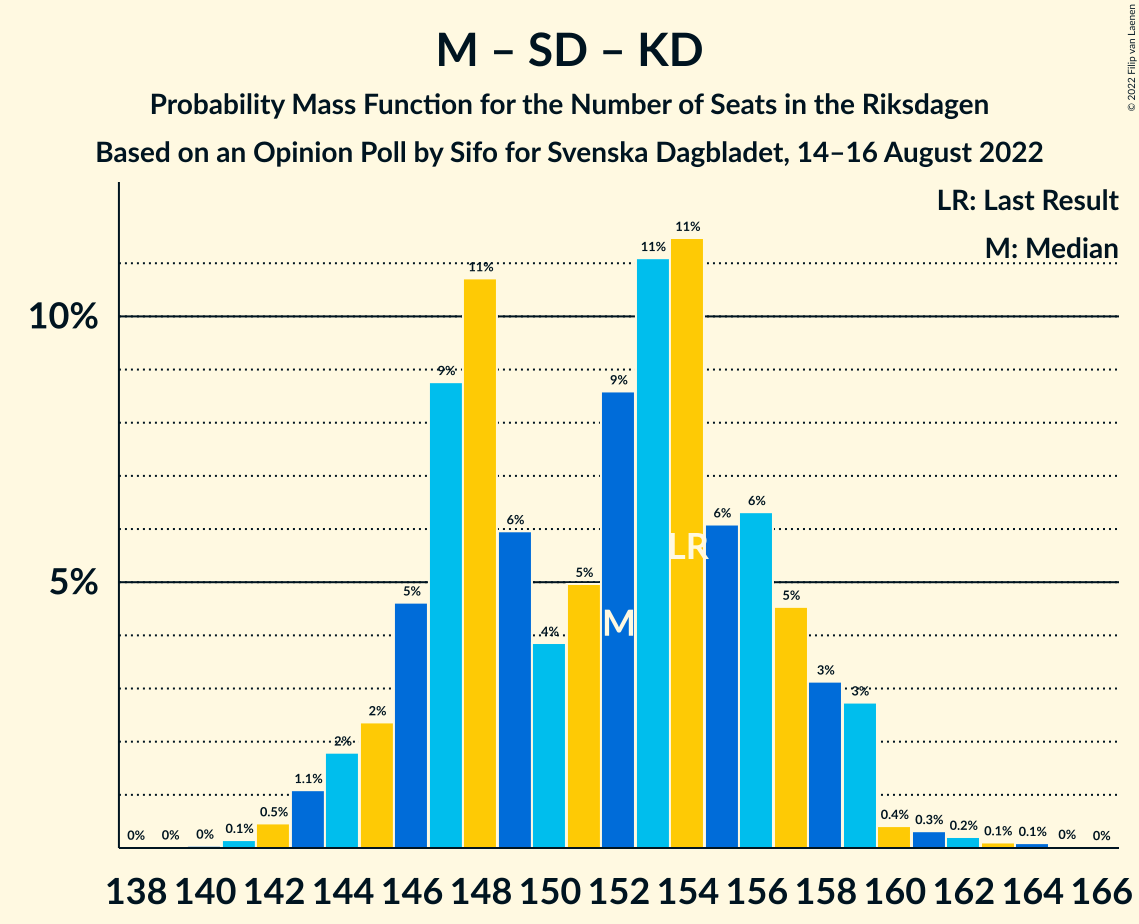 © 2022 Filip van Laenen
M – SD – KD
Probability Mass Function for the Number of Seats in the Riksdagen
Based on an Opinion Poll by Sifo for Svenska Dagbladet, 14–16 August 2022
LR: Last Result
M: Median
10%
5%
0% 0% 0% 0.1% 0.5% 1.1% 2% 2% 5% 9% 11% 6% 4% 5% 9% 11% 11% 6% 6% 5% 3% 3% 0.4% 0.3% 0.2% 0.1% 0.1% 0% 0%
LR
M
138 140 142 144 146 148 150 152 154 156 158 160 162 164 166